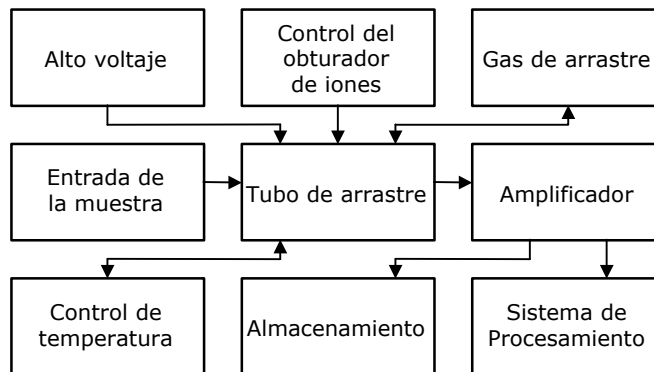 Alto voltaje
Control del
obturador
de iones
Gas de arrastre
Entrada de
la muestra
Tubo de arrastre
Amplificador
Control de
temperatura
Almacenamiento
Sistema de
Procesamiento